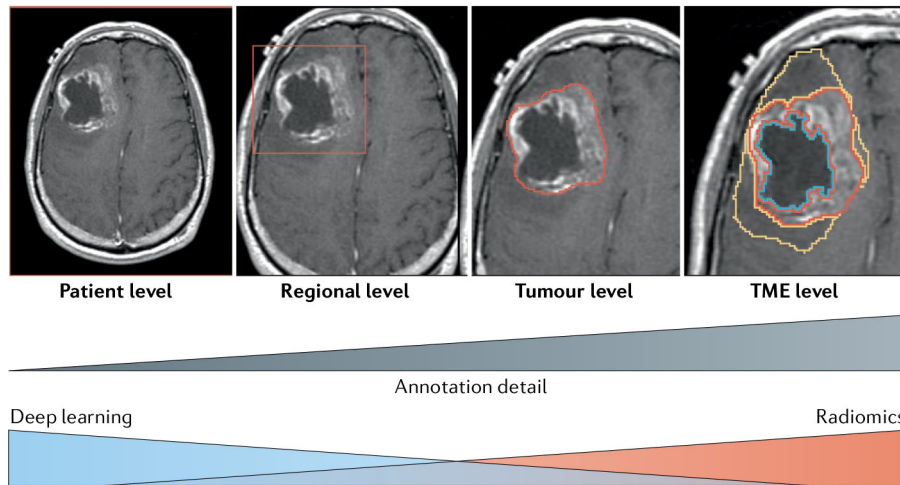 Patient level
Regional level
Tumour level
TME level
Annotation detail
Deep learning
Radiomics